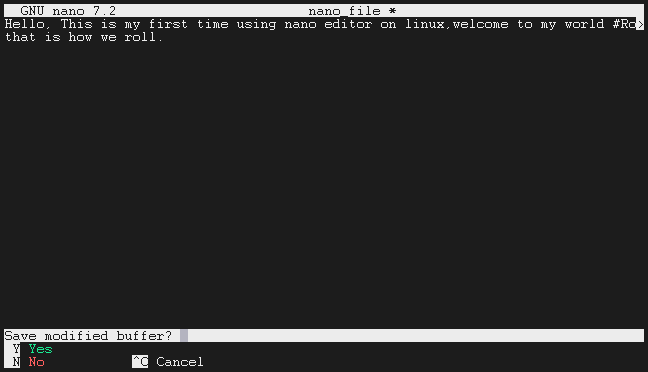 GNU nano 7.2 nano_file *
Hello, This is my first time using nano editor on linux,welcome to my world #Ro>
that is how we roll.
Save modified buffer?
Y Yes
N No ^C Cancel